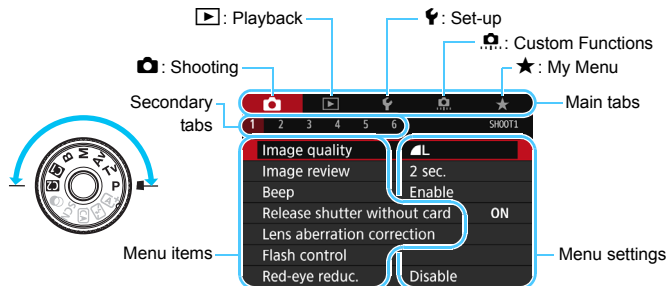 : Playback
: Set-up
: Custom Functions
: Shooting
★ : My Menu
Secondary tabs
Main tabs
1 2 3 4 5 6 SHOOT1
Image quality L
Image review 2 sec.
Beep Enable
Release shutter without card ON
Lens aberration correction
Flash control
Red-eye reduc. Disable
Menu items
Menu settings
B M Av Tv P